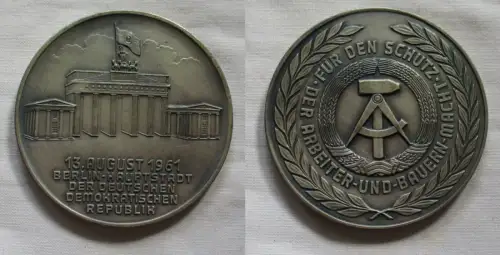 13. AUGUST 1961
BERLIN-HAUPTSTADT
DER DEUTSCHEN
DEMOKRATISCHEN
REPUBLIK
FÜR DEN SCHUTZ
DER ARBEITER-UND-BAUERN-MACHT